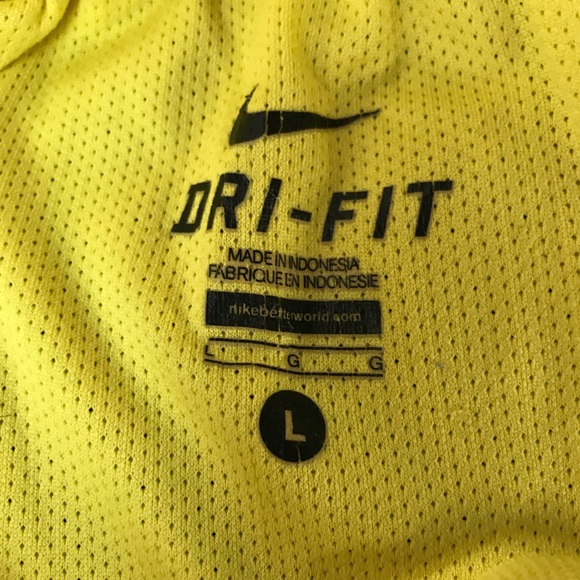 DRI-FIT
MADE IN INDONESIA
FABRIQUE EN INDONESIE
nikebetterworld.com
L G G
L